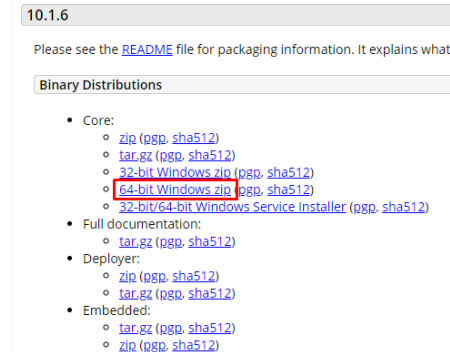 10.1.6
Please see the README file for packaging information. It explains what
Binary Distributions
Core:
zip (pgp, sha512)
tar.gz (pgp, sha512)
32-bit Windows zip (pgp, sha512)
64-bit Windows zip (pgp, sha512)
32-bit/64-bit Windows Service Installer (pgp, sha512)
Full documentation:
tar.gz (pgp, sha512)
Deployer:
zip (pgp, sha512)
tar.gz (pgp, sha512)
Embedded:
tar.gz (pgp, sha512)
zip (pgp, sha512)